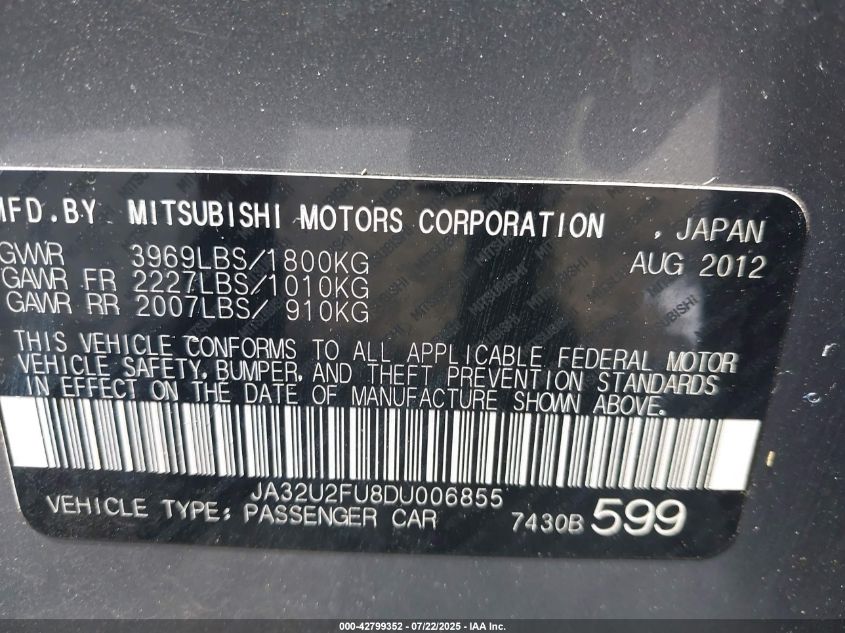 MFD.BY MITSUBISHI MOTORS CORPORATION , JAPAN
GVWR 3969LBS/1800KG AUG 2012
GAWR FR 2227LBS/1010KG
GAWR RR 2007LBS/ 910KG
THIS VEHICLE CONFORMS TO ALL APPLICABLE FEDERAL MOTOR
VEHICLE SAFETY, BUMPER, AND THEFT PREVENTION STANDARDS
IN EFFECT ON THE DATE OF MANUFACTURE SHOWN ABOVE.
JA32U2FU8DU006855
VEHICLE TYPE: PASSENGER CAR 7430B 599
000-42799352 - 07/22/2025 - IAA Inc.